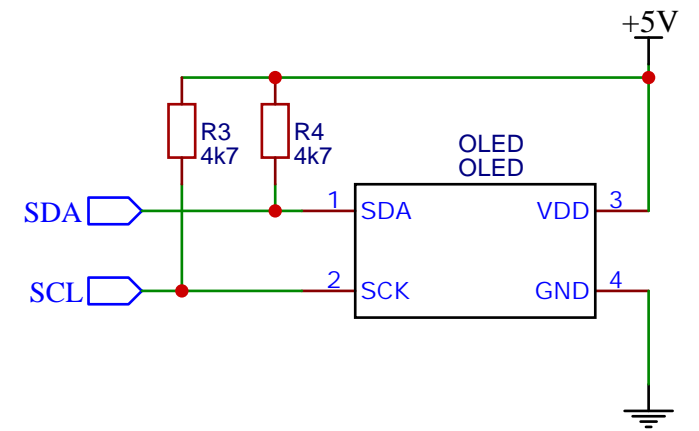 +5V
R3
4k7
R4
4k7
OLED
OLED
SDA
1
SDA
VDD
3
SCL
2
SCK
GND
4